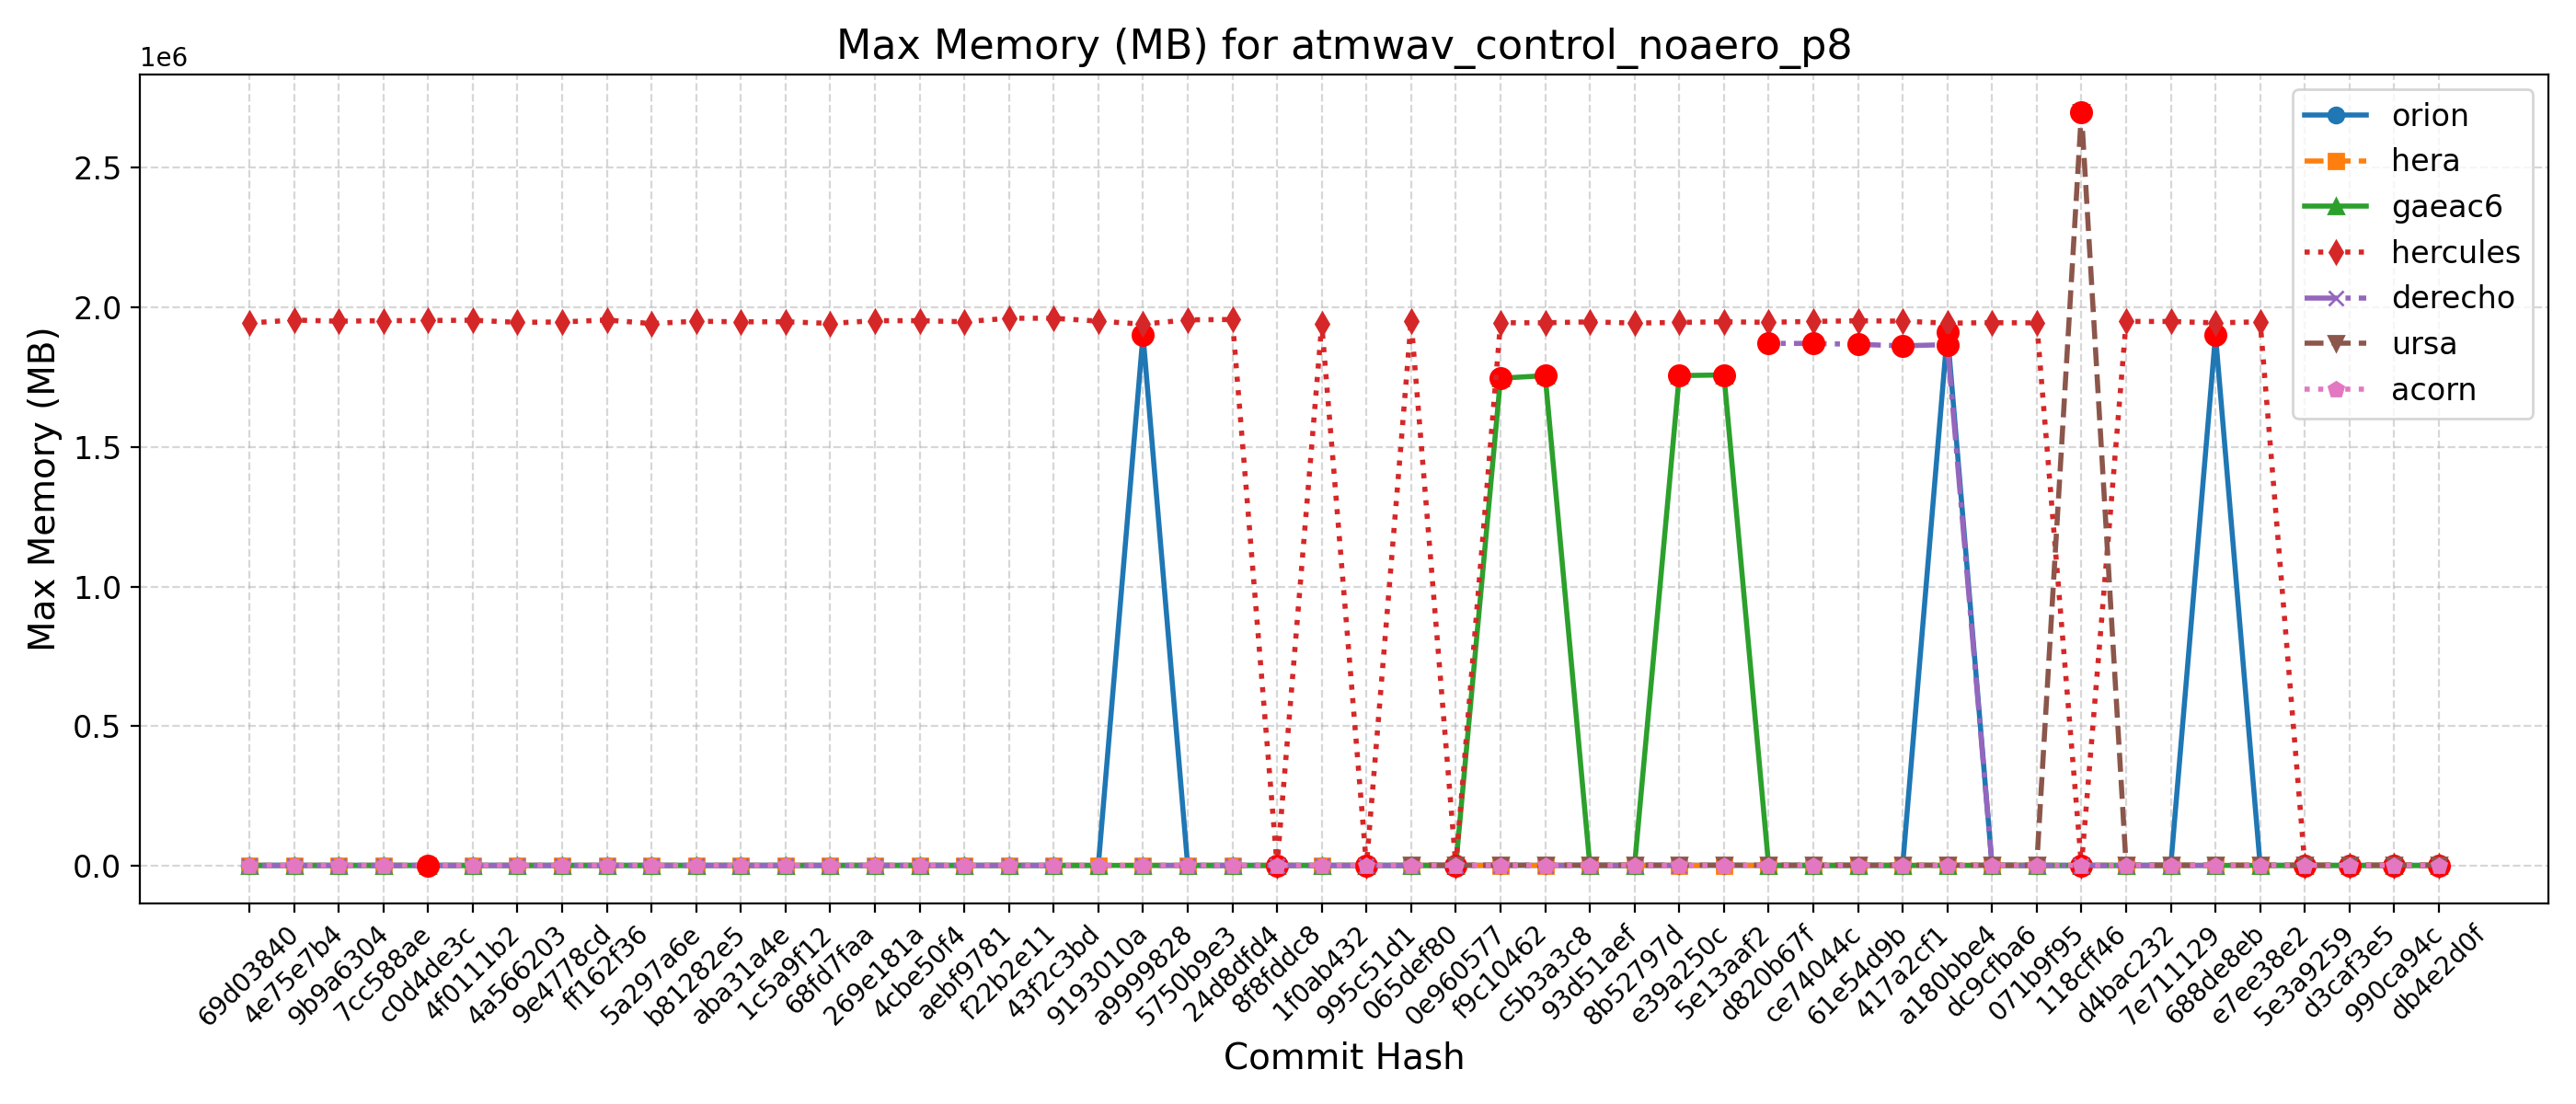 Max Memory (MB) for atmwav_control_noaero_p8
1e6
2.5
2.0
1.5
1.0
0.5
0.0
Max Memory (MB)
orion
hera
gaeac6
hercules
derecho
ursa
acorn
69d03840
4e75e7b4
9b9a6304
7cc588ae
c0d4de3c
4f0111b2
4a566203
9e4778cd
ff162f36
5a297a6e
b81282e5
aba31a4e
1c5a9f12
68fd7faa
269e181a
4cbe50f4
aebf9781
f22b2e11
43f2c3bd
9193010a
a9999828
5750b9e3
24d8dfd4
8f8fddc8
1f0ab432
995c51d1
065def80
0e960577
f9c10462
c5b3a3c8
93d51aef
8b52797d
e39a250c
5e13aaf2
d820b67f
ce74044c
61e54d9b
417a2cf1
a180bbe4
dc9cfba6
071b9f95
118cff46
d4bac232
7e711129
688de8eb
e7ee38e2
5e3a9259
d3caf3e5
990ca94c
db4e2d0f
Commit Hash